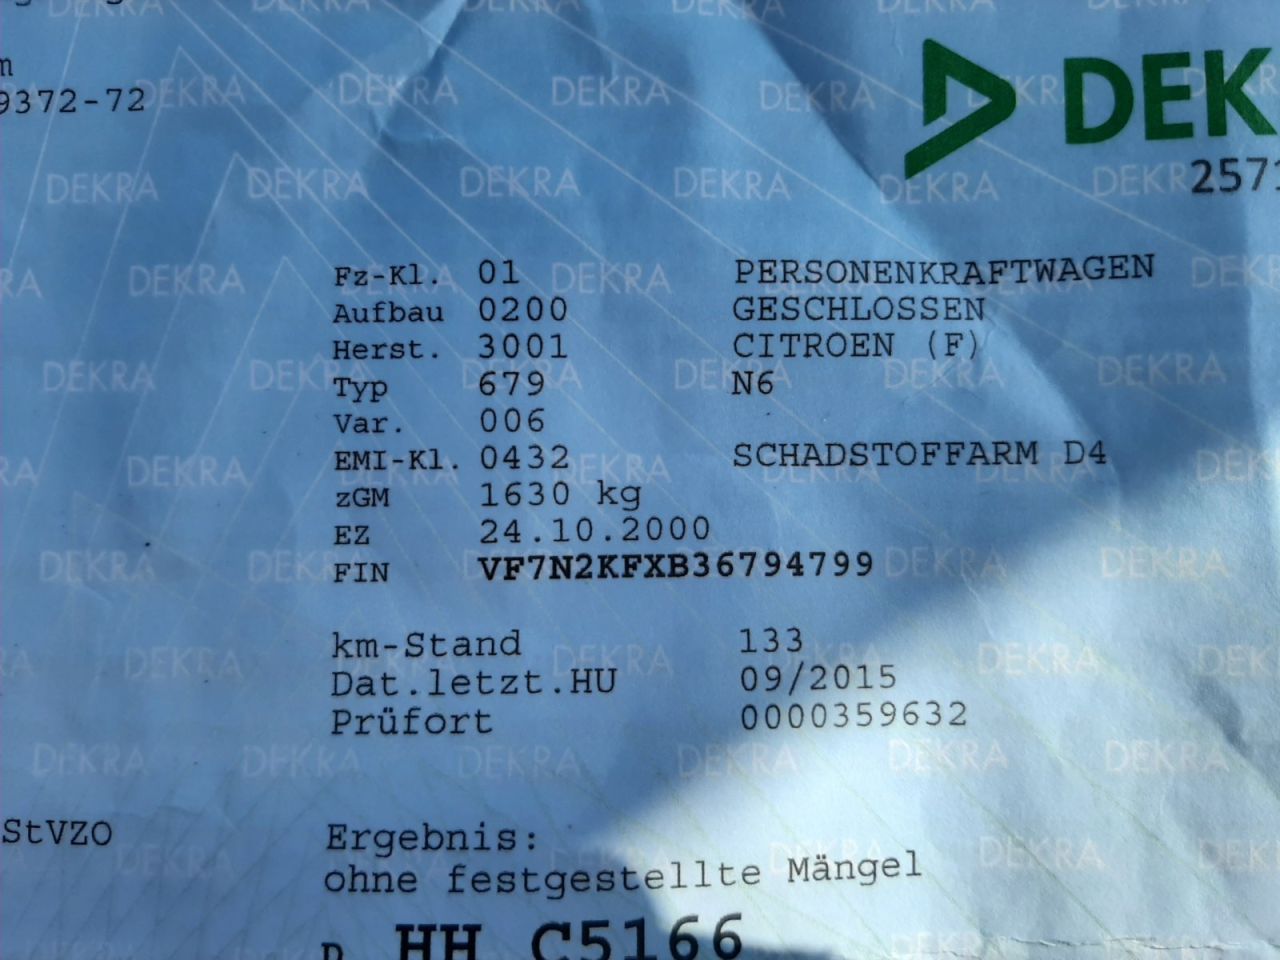 9372-72
DEK
257
Fz-Kl. 01 PERSONENKRAFTWAGEN
Aufbau 0200 GESCHLOSSEN
Herst. 3001 CITROEN (F)
Typ 679 N6
Var. 006
EMI-Kl. 0432 SCHADSTOFFARM D4
zGM 1630 kg
EZ 24.10.2000
FIN VF7N2KFXB36794799
km-Stand 133
Dat.letzt.HU 09/2015
Prüfort 0000359632
StVZO
Ergebnis:
ohne festgestellte Mängel
D HH C5166